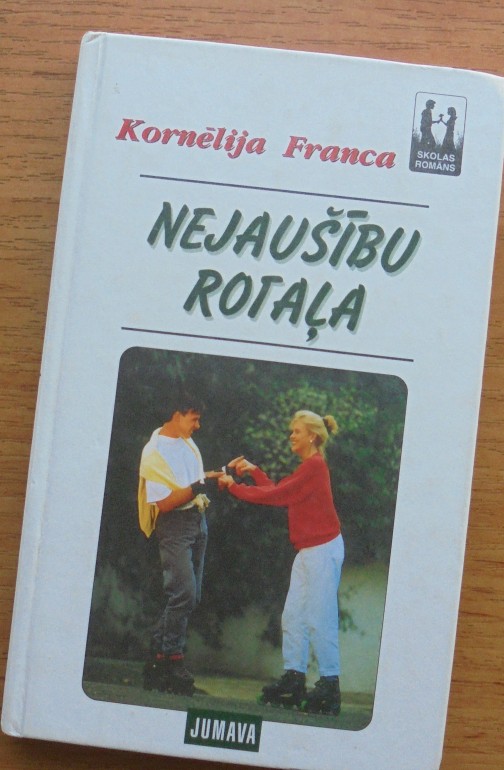 Kornēlija Franca
SKOLAS
ROMĀNS
NEJAUŠĪBU
ROTAĻA
JUMAVA